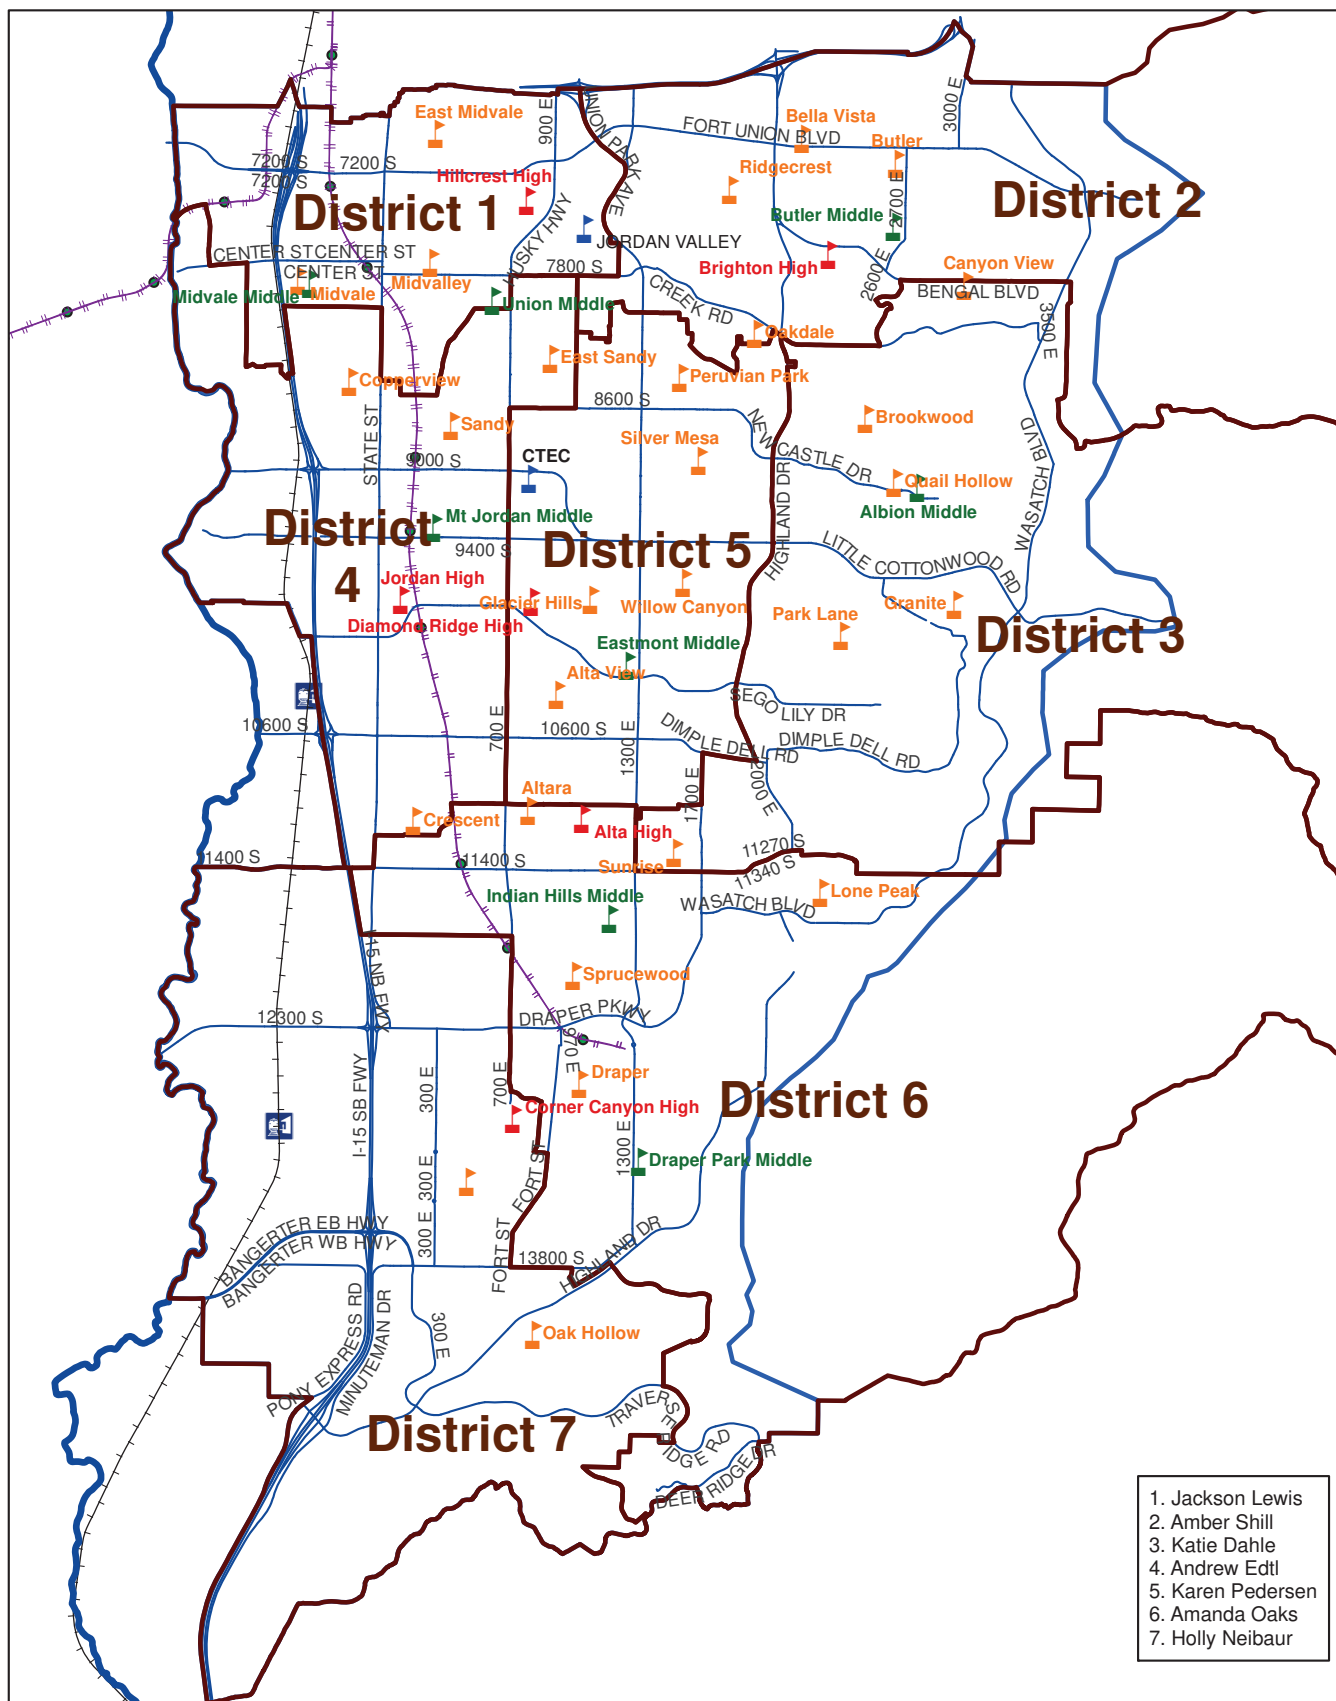 East Midvale
900 E
UNION PARK AVE
FORT UNION BLVD
Bella Vista
Butler
3000 E
7200 S
7200 S
7200 S
Hillcrest High
Ridgecrest
2700 E
District 1
District 2
Butler Middle
HUSKY HWY
JORDAN VALLEY
CENTER ST
CENTER ST
CENTER ST
Midvalley
7800 S
Brighton High
2600 E
Canyon View
BENGAL BLVD
Midvale Middle
Midvale
Union Middle
CREEK RD
Oakdale
3500 E
East Sandy
Peruvian Park
Copperview
8600 S
NEWCASTLE DR
Brookwood
STATE ST
Sandy
Silver Mesa
WASATCH BLVD
9000 S
CTEC
HIGHLAND DR
Quail Hollow
Albion Middle
District
4
Mt Jordan Middle
9400 S
District 5
LITTLE COTTONWOOD RD
Jordan High
Glacier Hills
Willow Canyon
Granite
Park Lane
Diamond Ridge High
Eastmont Middle
District 3
Alta View
SEGO LILY DR
10600 S
700 E
10600 S
1300 E
DIMPLE DELL RD
DIMPLE DELL RD
2000 E
1700 E
Altara
Crescent
Alta High
11270 S
11400 S
11400 S
Sunrise
11340 S
Indian Hills Middle
WASATCH BLVD
Lone Peak
I-15 NB FWY
Sprucewood
12300 S
DRAPER PKWY
970 E
I-15 SB FWY
300 E
700 E
Draper
District 6
Corner Canyon High
1300 E
Draper Park Middle
300 E
FORT ST
BANGERTER EB HWY
BANGERTER WB HWY
300 E
FORT ST
13800 S
HIGHLAND DR
PONY EXPRESS RD
MINUTEMAN DR
300 E
Oak Hollow
District 7
TRAVERSE RIDGE RD
DEER RIDGE DR
1. Jackson Lewis
2. Amber Shill
3. Katie Dahle
4. Andrew Edtl
5. Karen Pedersen
6. Amanda Oaks
7. Holly Neibaur